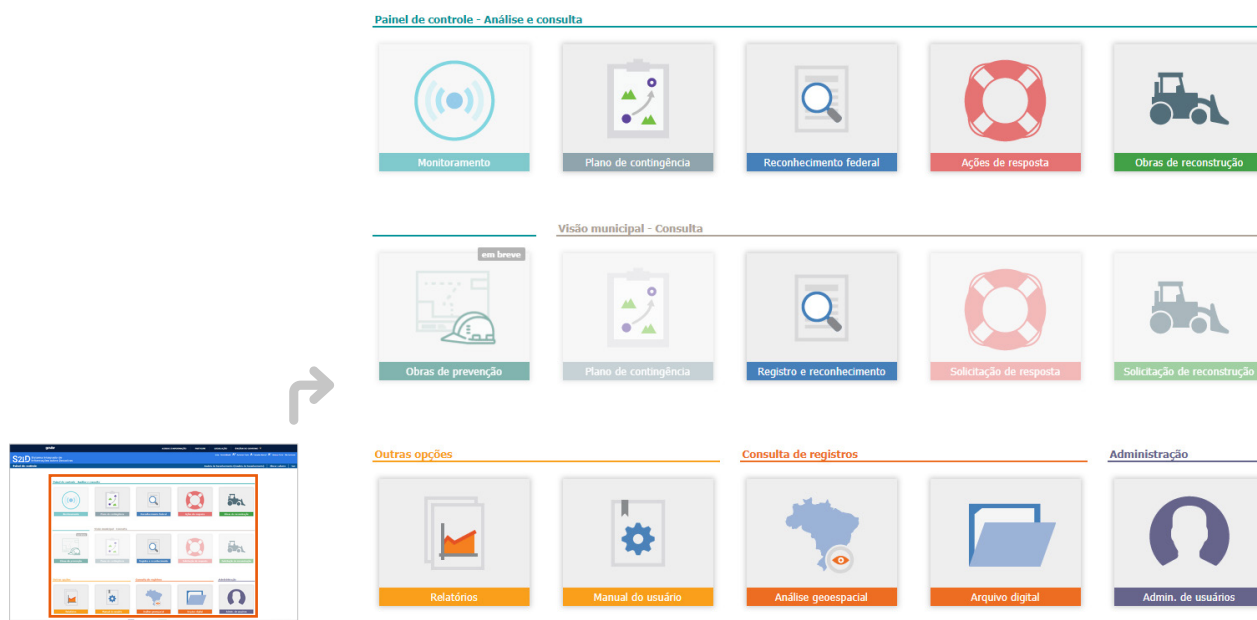 Painel de controle - Análise e consulta
Monitoramento
Plano de contingência
Reconhecimento federal
Ações de resposta
Obras de reconstrução
Visão municipal - Consulta
em breve
Obras de prevenção
Plano de contingência
Registro e reconhecimento
Solicitação de resposta
Solicitação de reconstrução
Outras opções
Consulta de registros
Administração
Relatórios
Manual do usuário
Análise geoespacial
Arquivo digital
Admin. de usuários
S2iD